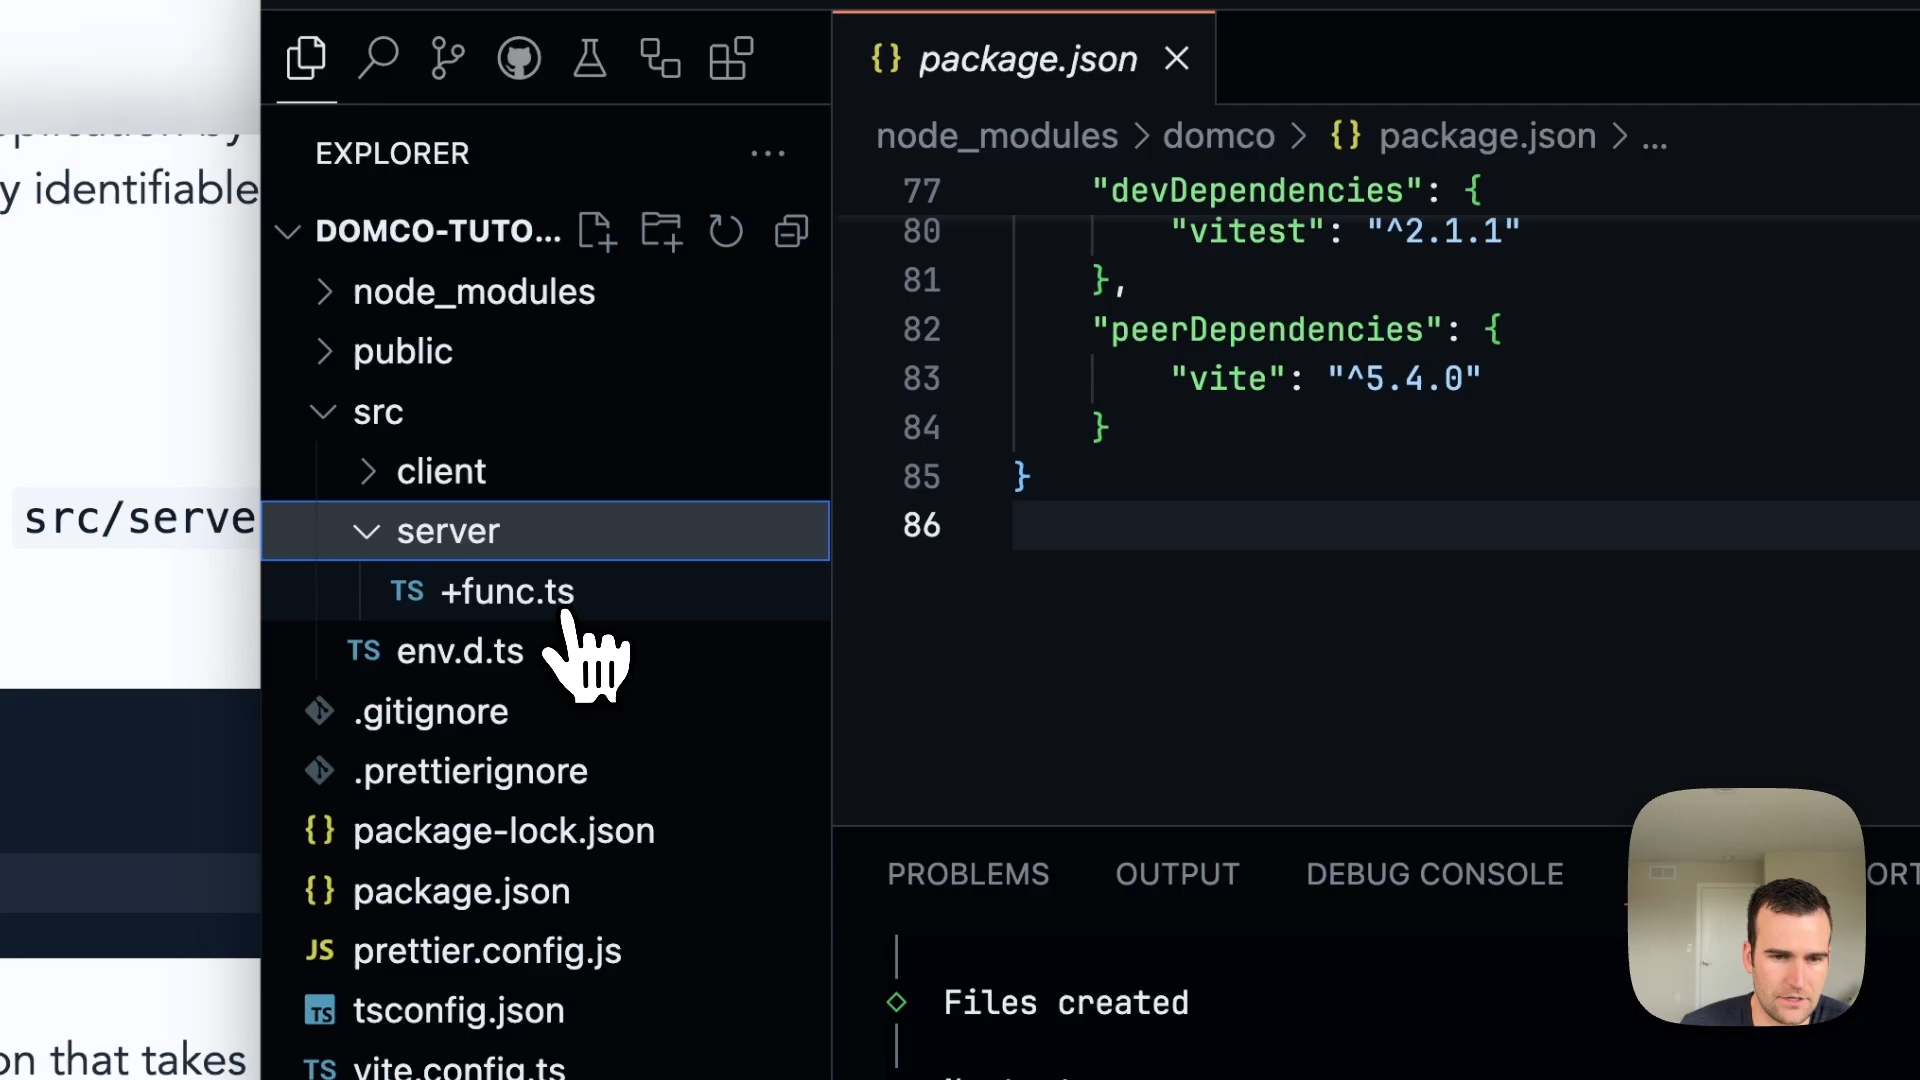 y identifiable
src/serve
on that takes
EXPLORER
DOMCO-TUTO...
node_modules
public
src
client
server
TS +func.ts
TS env.d.ts
.gitignore
.prettierignore
{} package-lock.json
{} package.json
JS prettier.config.js
TS tsconfig.json
TS vite.config.ts
{} package.json
node_modules > domco > {} package.json > ...
77 "devDependencies": {
80 "vitest": "^2.1.1"
81 },
82 "peerDependencies": {
83 "vite": "^5.4.0"
84 }
85 }
86
PROBLEMS OUTPUT DEBUG CONSOLE ORT
Files created